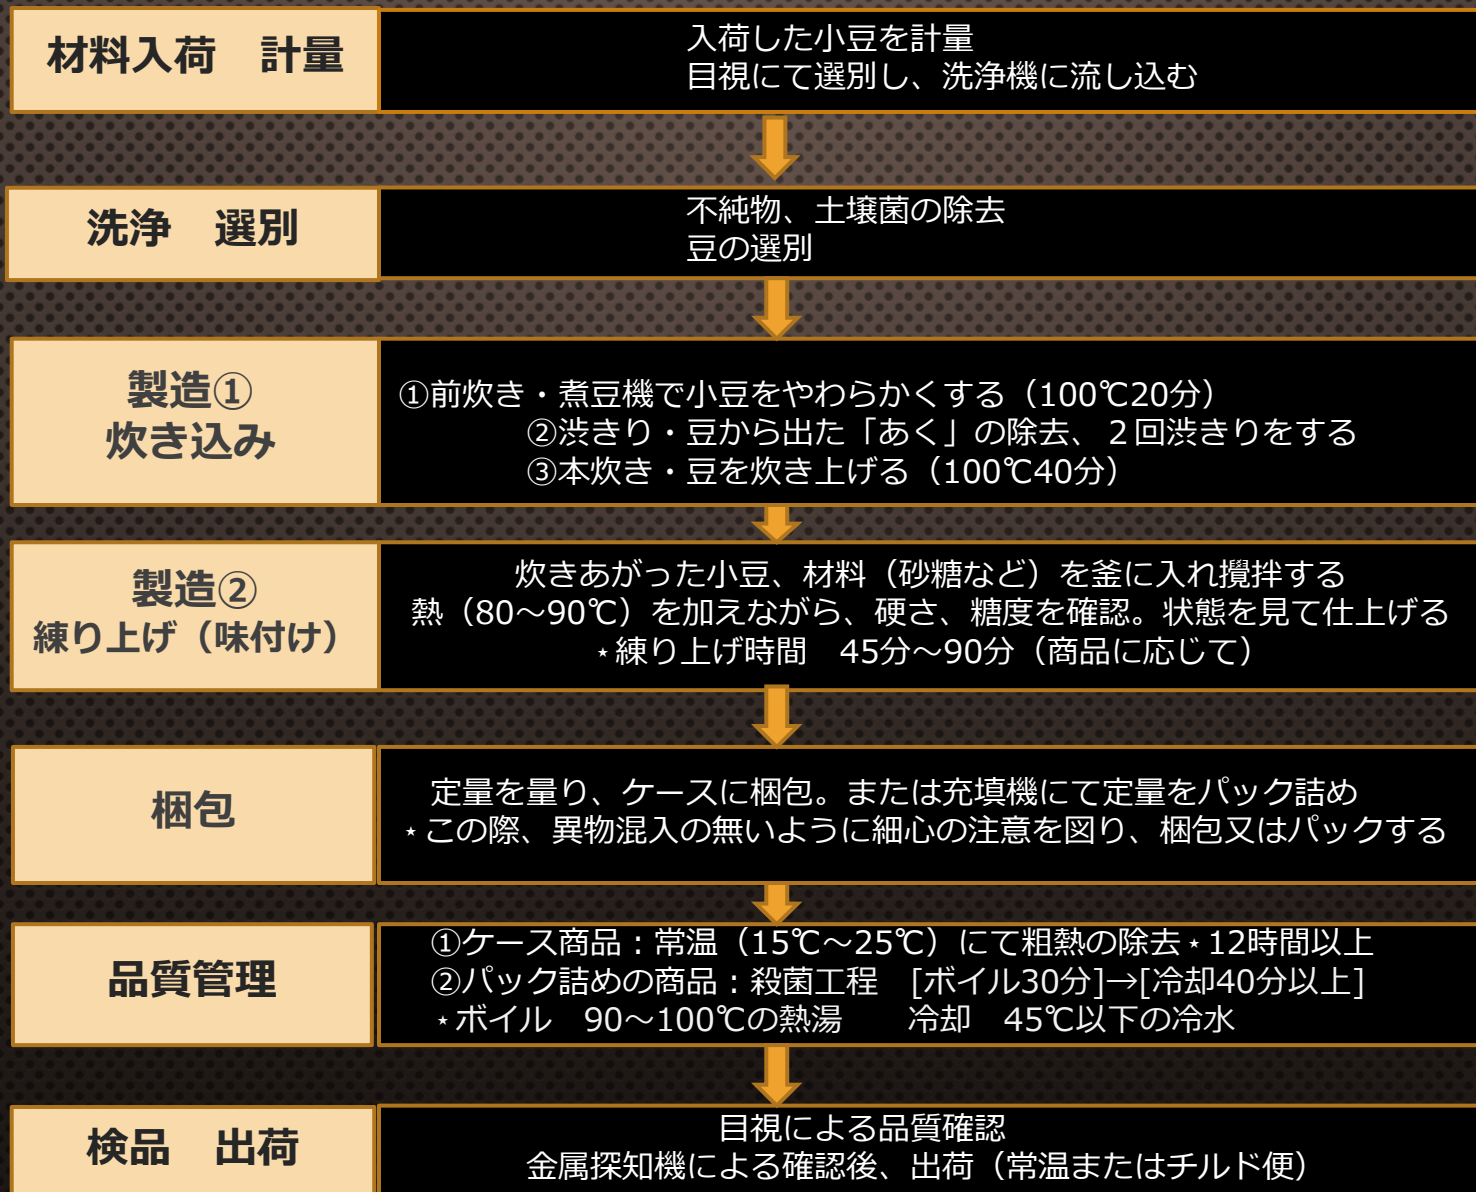 材料入荷　計量
入荷した小豆を計量
目視にて選別し、洗浄機に流し込む
洗浄　選別
不純物、土壌菌の除去
豆の選別
製造①
炊き込み
①前炊き・煮豆機で小豆をやわらかくする（100℃20分）
②渋きり・豆から出た「あく」の除去、２回渋きりをする
③本炊き・豆を炊き上げる（100℃40分）
製造②
練り上げ（味付け）
炊きあがった小豆、材料（砂糖など）を釜に入れ攪拌する
熱（80～90℃）を加えながら、硬さ、糖度を確認。状態を見て仕上げる
⋆練り上げ時間　45分～90分（商品に応じて）
梱包
定量を量り、ケースに梱包。または充填機にて定量をパック詰め
⋆この際、異物混入の無いように細心の注意を図り、梱包又はパックする
品質管理
①ケース商品：常温（15℃～25℃）にて粗熱の除去⋆12時間以上
②パック詰めの商品：殺菌工程　[ボイル30分]→[冷却40分以上]
⋆ボイル　90～100℃の熱湯　　冷却　45℃以下の冷水
検品　出荷
目視による品質確認
金属探知機による確認後、出荷（常温またはチルド便）